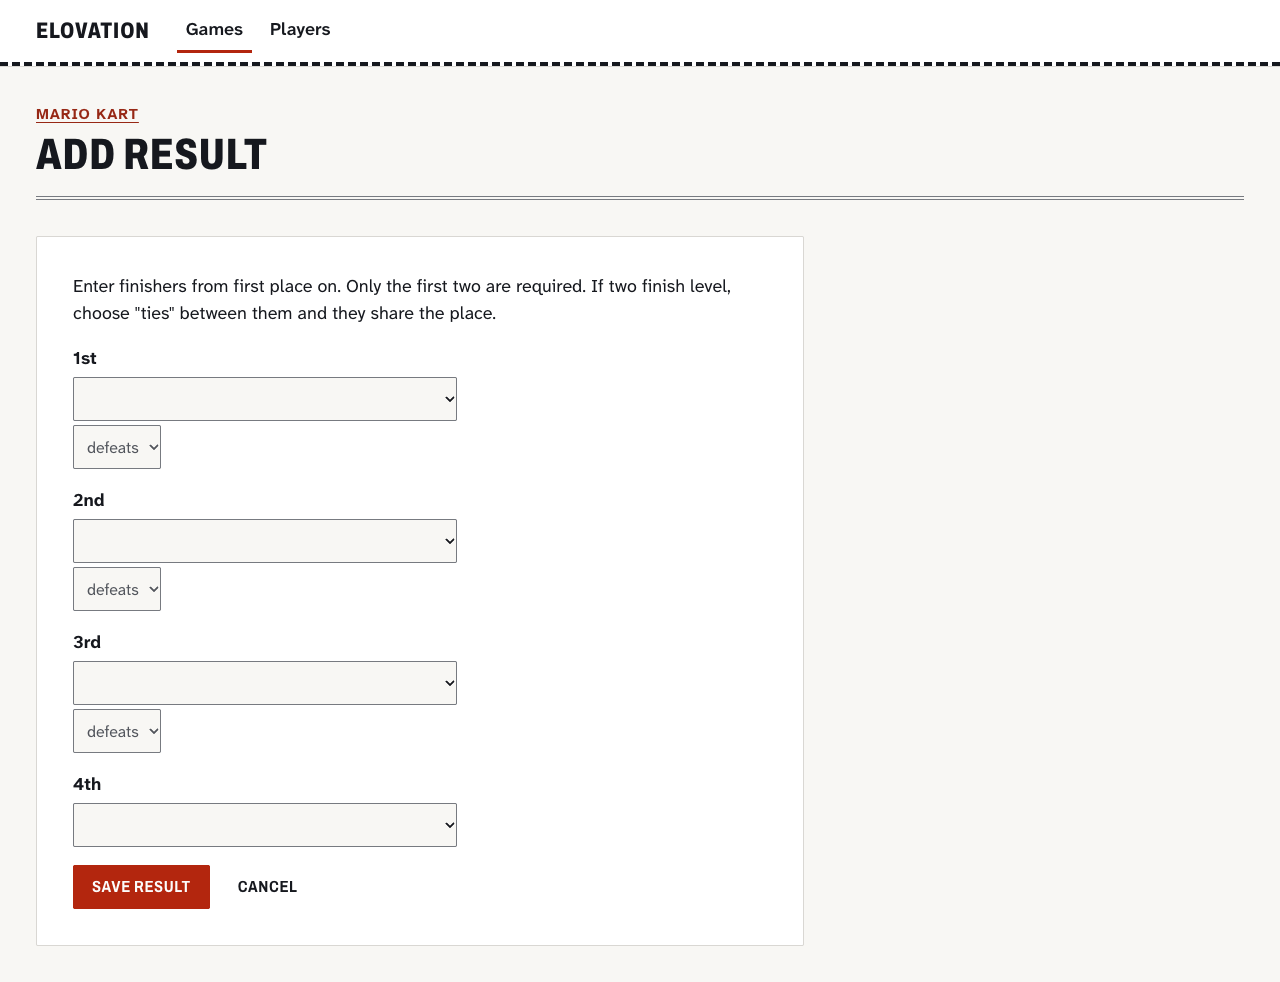 ELOVATION Games Players
MARIO KART
ADD RESULT
Enter finishers from first place on. Only the first two are required. If two finish level,
choose "ties" between them and they share the place.
1st
defeats
2nd
defeats
3rd
defeats
4th
SAVE RESULT CANCEL